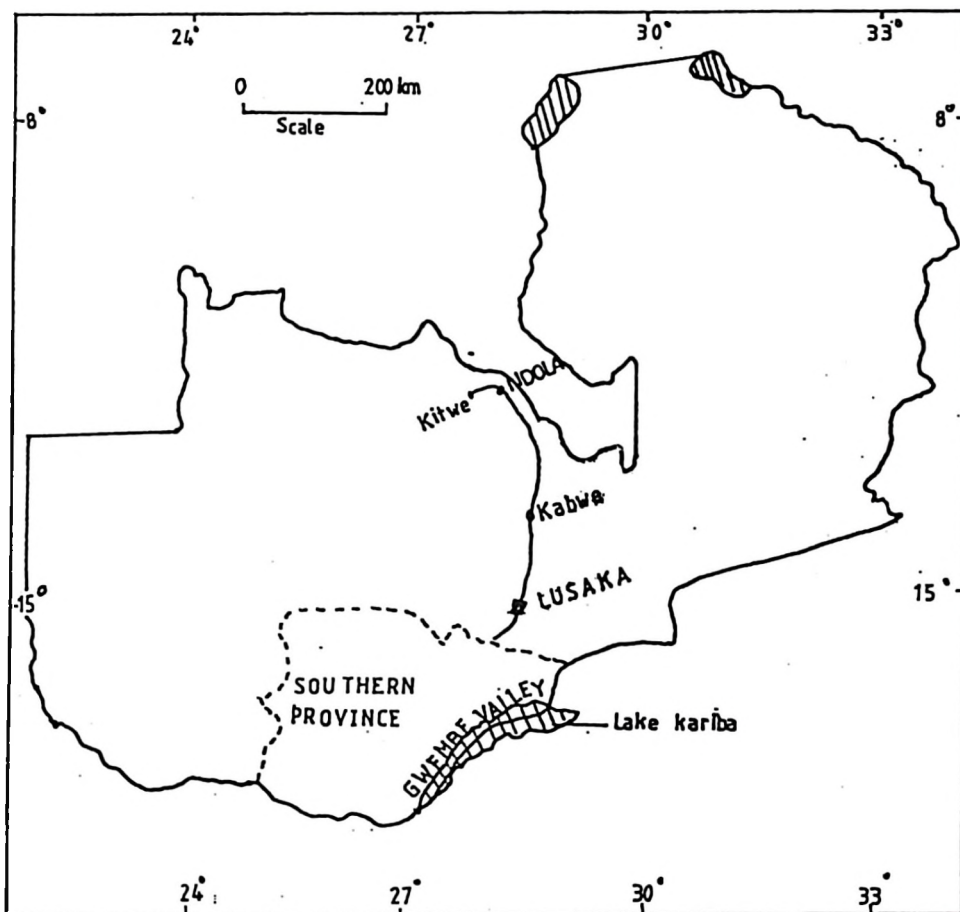 24° 27° 30° 33°
0 200 km
Scale
8° 8°
NDOLA
Kitwe
Kabwe
15° LUSAKA 15°
SOUTHERN
PROVINCE
GWEMBE VALLEY
Lake kariba
24° 27° 30° 33°